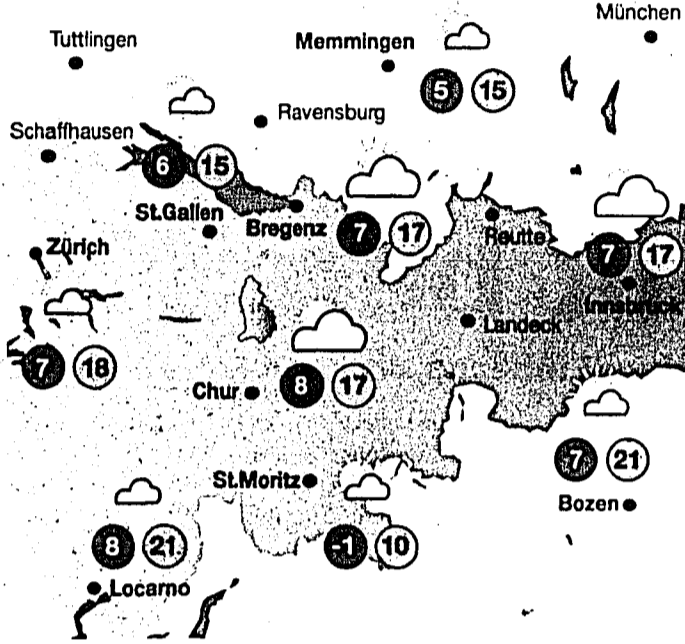 München
Tuttlingen
Memmingen
5 15
Ravensburg
Schaffhausen
6 15
St.Gallen
Bregenz
7 17
Reutte
Zürich
7 17
Innsbruck
Landeck
7 18
8 17
Chur
7 21
St.Moritz
Bozen
8 21
-1 10
Locarno